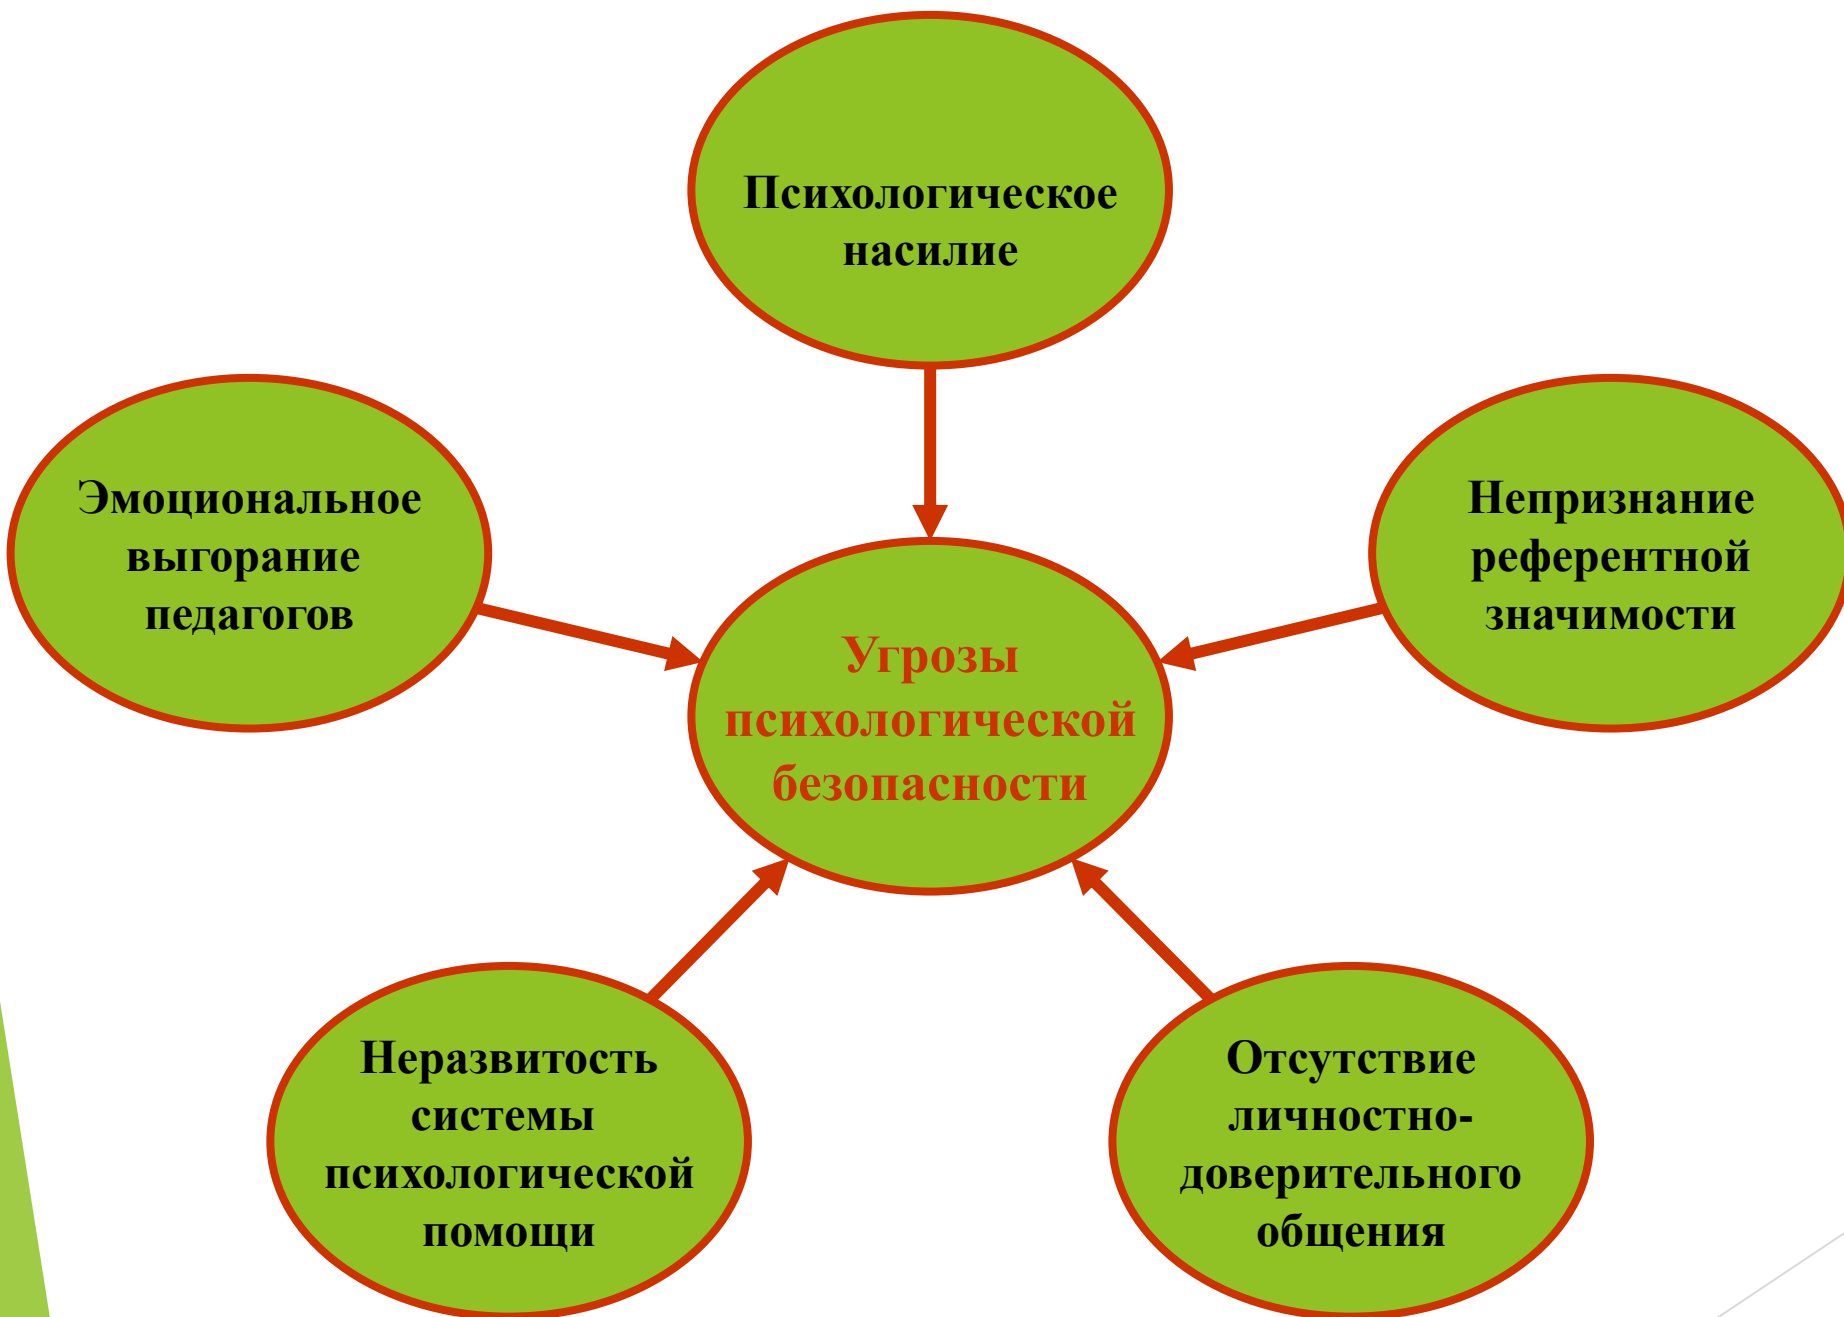 Психологическое
насилие
Эмоциональное
выгорание
педагогов
Непризнание
референтной
значимости
Угрозы
психологической
безопасности
Неразвитость
системы
психологической
помощи
Отсутствие
личностно-
доверительного
общения